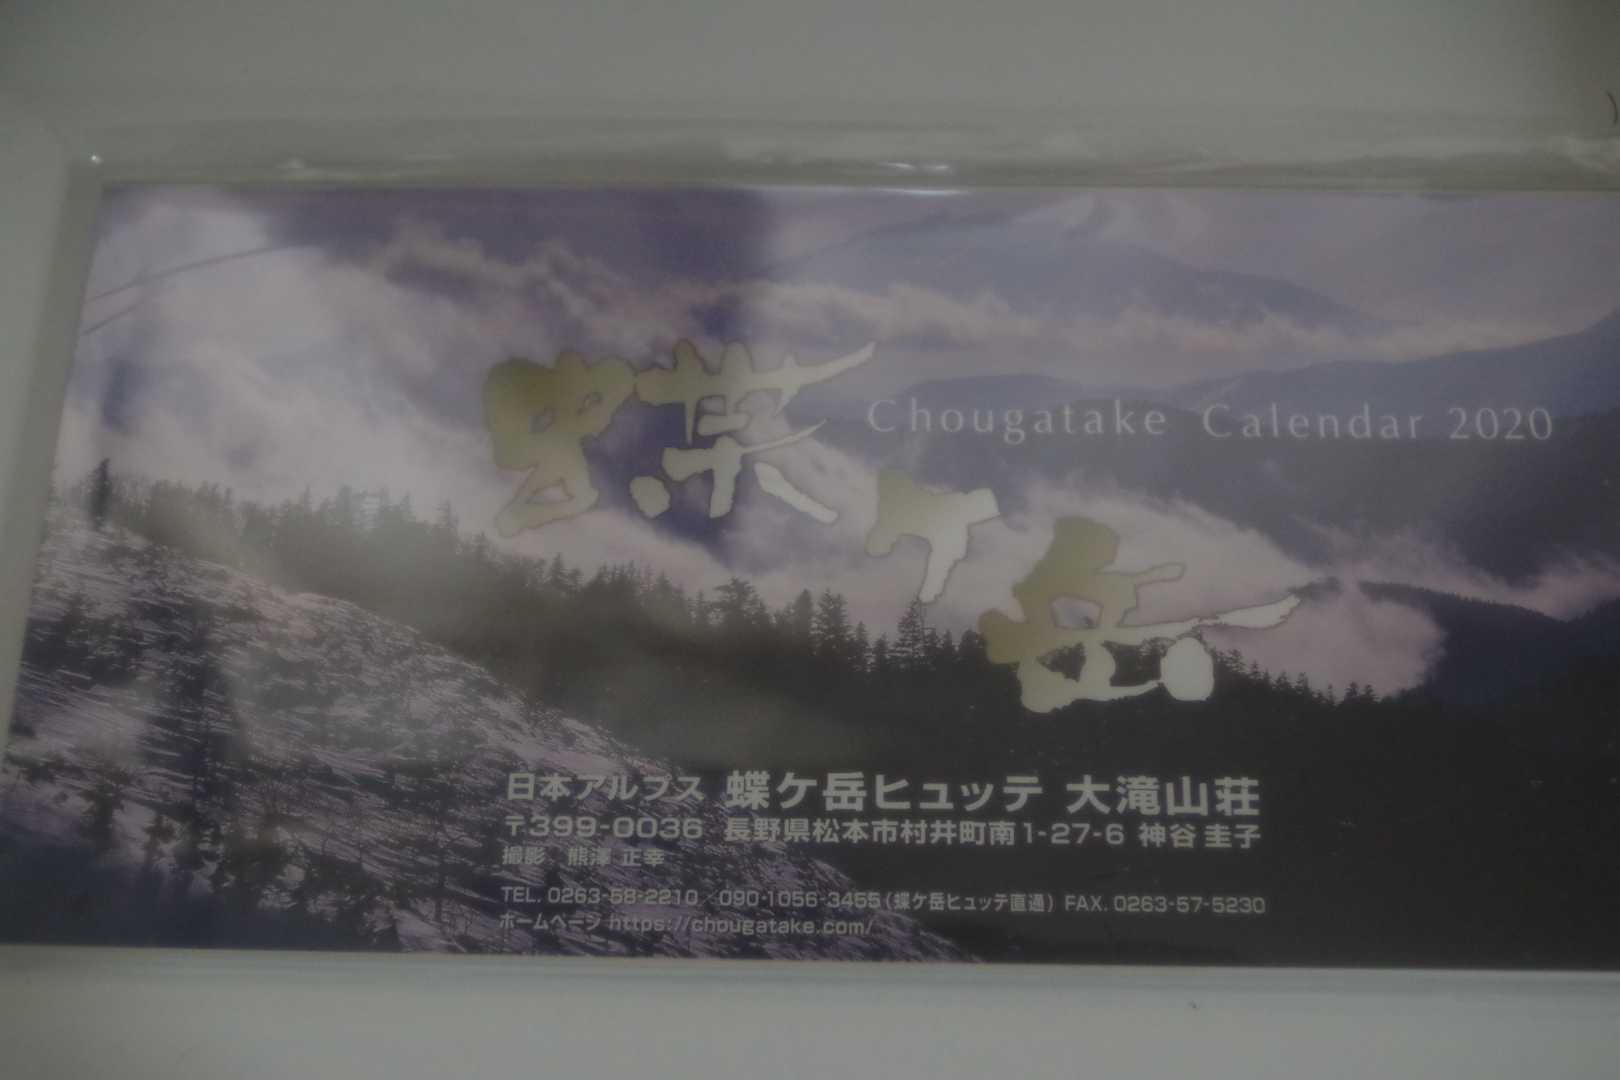 蝶ヶ岳
Chougatake Calendar 2020
日本アルプス 蝶ケ岳ヒュッテ 大滝山荘
〒399-0036 長野県松本市村井町南1-27-6 神谷 圭子
撮影 熊澤 正幸
TEL. 0263-58-2210／090-1056-3455（蝶ケ岳ヒュッテ直通） FAX. 0263-57-5230
ホームページ https://chougatake.com/